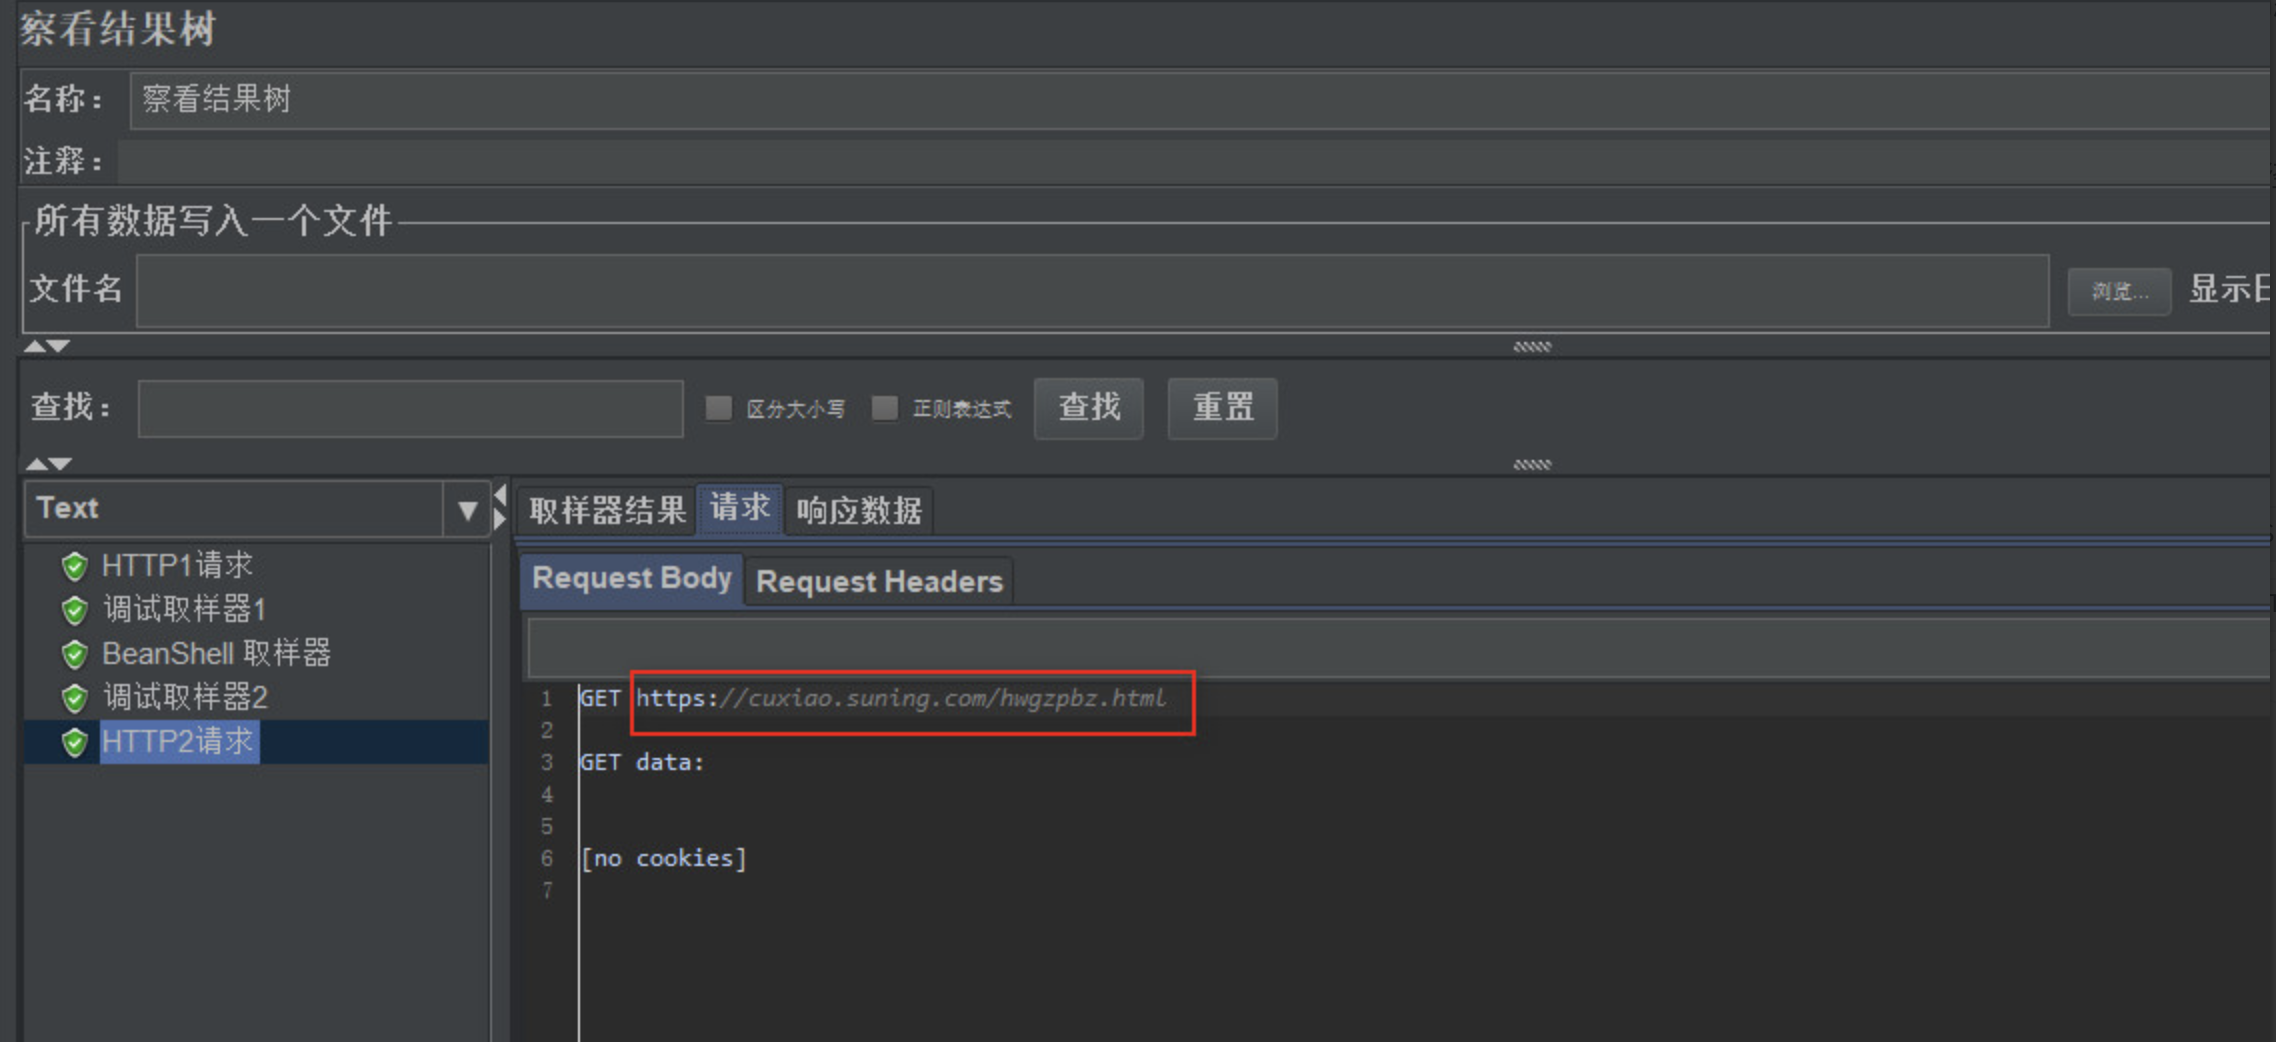 察看结果树
名称： 察看结果树
注释：
所有数据写入一个文件
文件名 浏览... 显示日
查找： 区分大小写 正则表达式 查找 重置
Text
取样器结果 请求 响应数据
HTTP1请求
调试取样器1
BeanShell 取样器
调试取样器2
HTTP2请求
Request Body Request Headers
1 GET https://cuxiao.suning.com/hwgzpbz.html
2
3 GET data:
4
5
6 [no cookies]
7